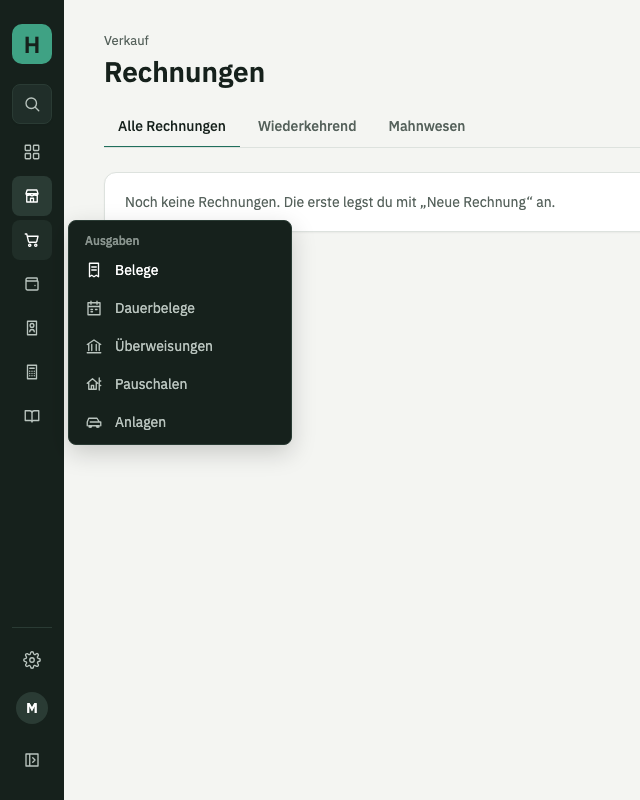 H
Verkauf
Rechnungen
Alle Rechnungen
Wiederkehrend
Mahnwesen
Noch keine Rechnungen. Die erste legst du mit „Neue Rechnung“ an.
Ausgaben
Belege
Dauerbelege
Überweisungen
Pauschalen
Anlagen
M